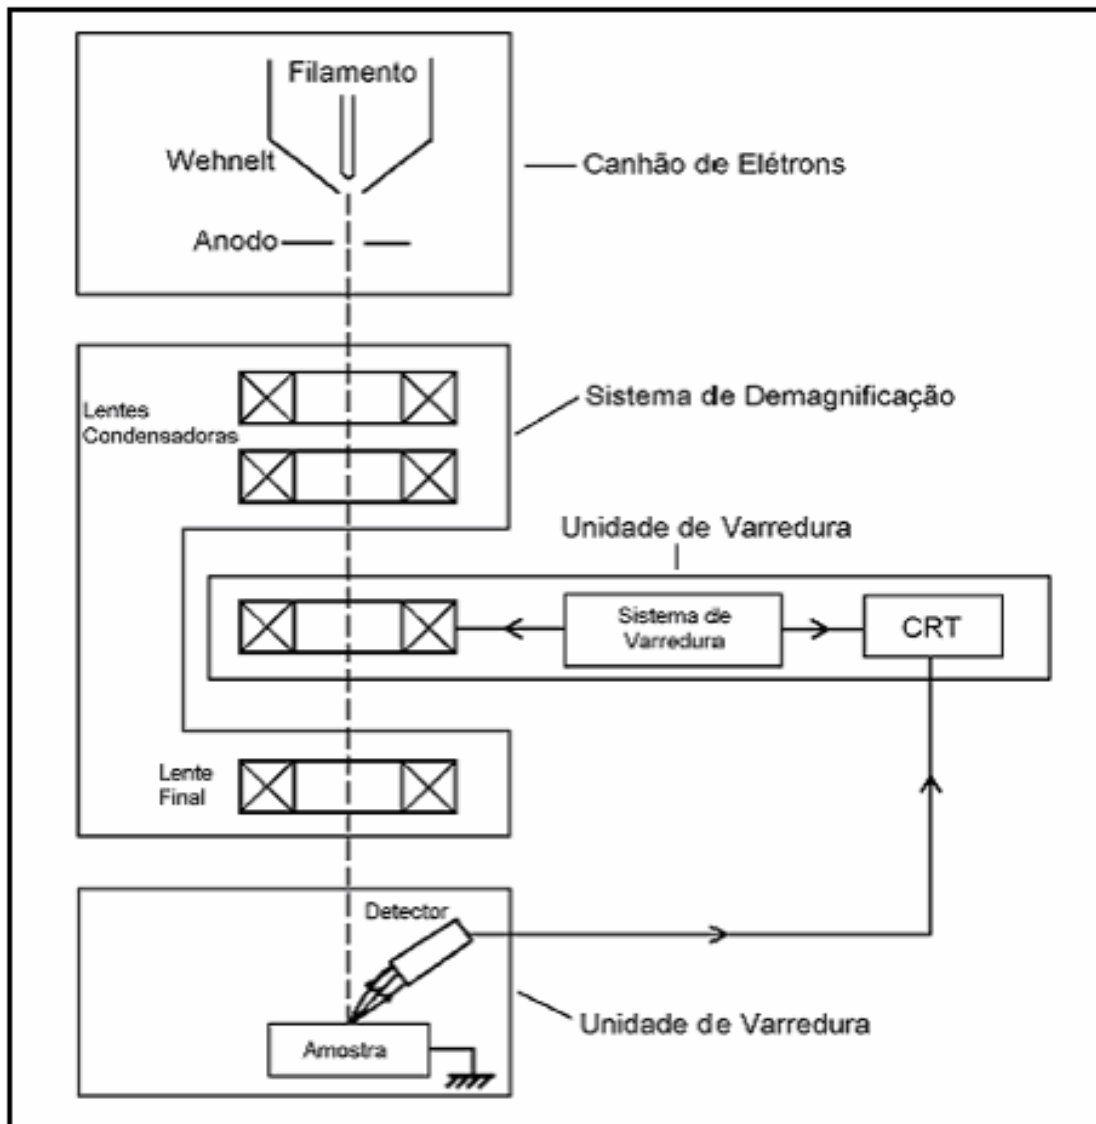 Filamento
Wehnelt
Canhão de Elétrons
Anodo
Sistema de Demagnificação
Lentes
Condensadoras
Unidade de Varredura
Sistema de
Varredura
CRT
Lente
Final
Detector
Unidade de Varredura
Amostra